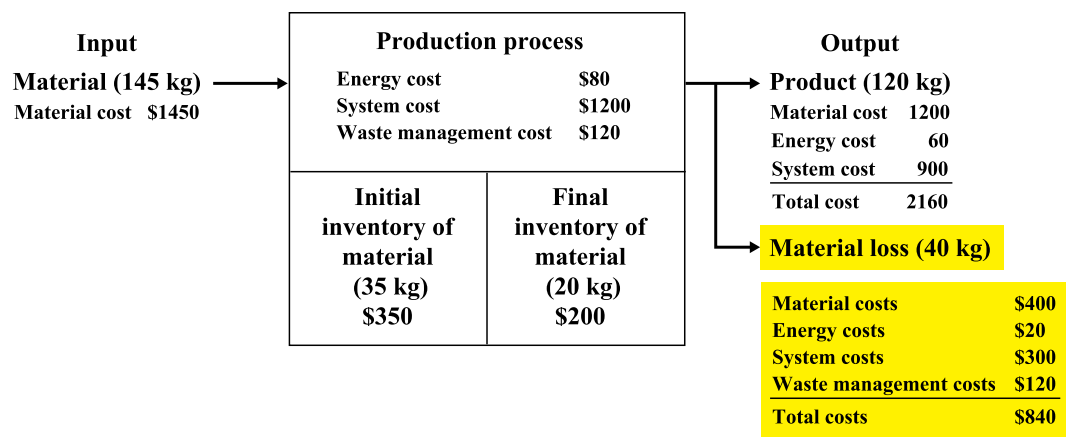 Input
Material (145 kg)
Material cost $1450
Production process
Energy cost $80
System cost $1200
Waste management cost $120
Initial
inventory of
material
(35 kg)
$350
Final
inventory of
material
(20 kg)
$200
Output
Product (120 kg)
Material cost 1200
Energy cost 60
System cost 900
Total cost 2160
Material loss (40 kg)
Material costs $400
Energy costs $20
System costs $300
Waste management costs $120
Total costs $840